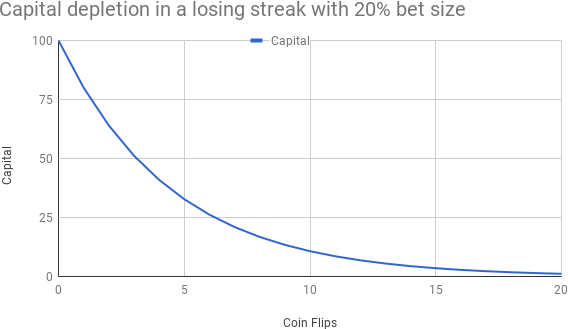 Capital depletion in a losing streak with 20% bet size
Capital
100
75
50
25
0
Capital
0 5 10 15 20
Coin Flips